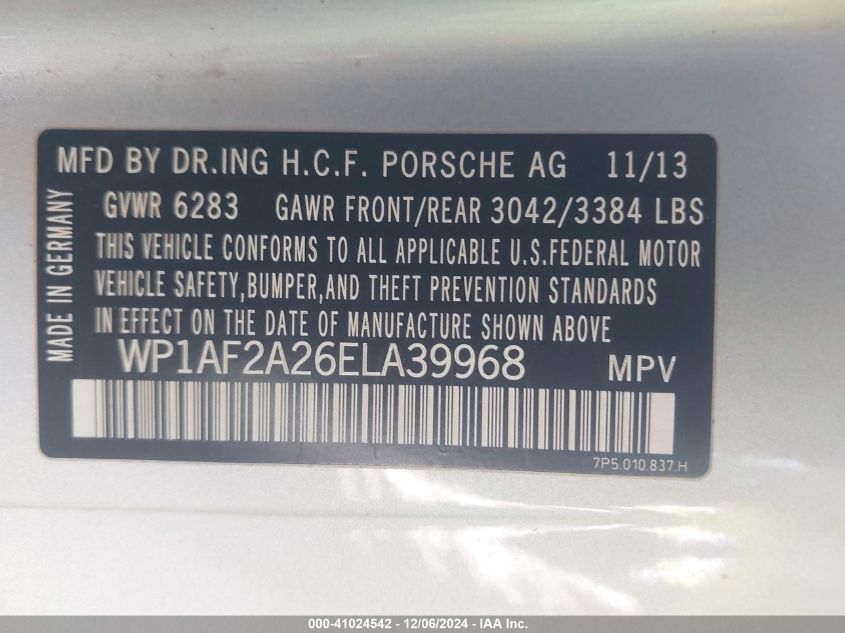 MFD BY DR.ING H.C.F. PORSCHE AG 11/13
GVWR 6283 GAWR FRONT/REAR 3042/3384 LBS
THIS VEHICLE CONFORMS TO ALL APPLICABLE U.S.FEDERAL MOTOR
VEHICLE SAFETY,BUMPER,AND THEFT PREVENTION STANDARDS
IN EFFECT ON THE DATE OF MANUFACTURE SHOWN ABOVE
MADE IN GERMANY
WP1AF2A26ELA39968 MPV
7P5.010.837.H
000-41024542 - 12/06/2024 - IAA Inc.